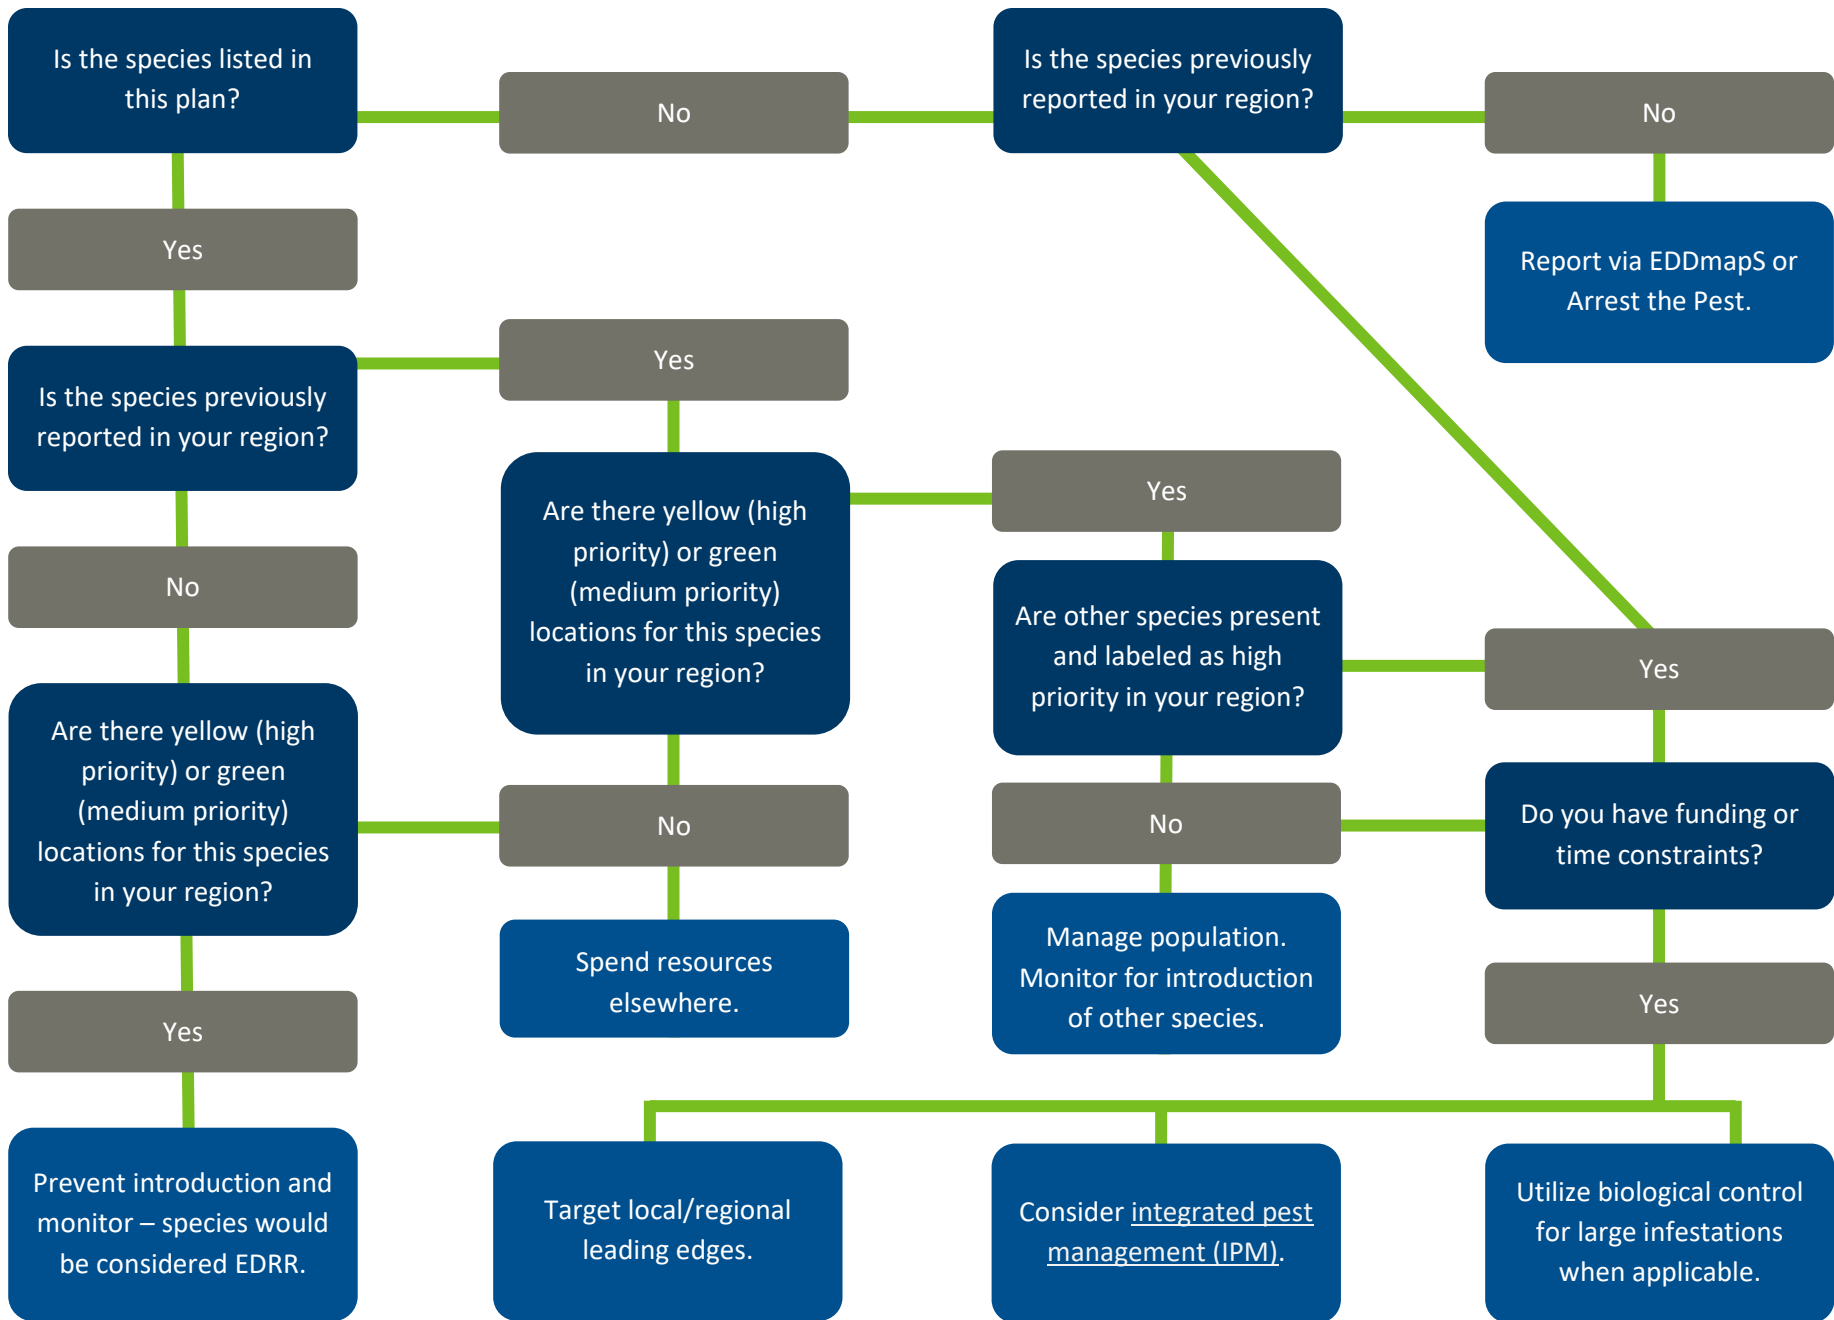 Is the species listed in
this plan?
No
Is the species previously
reported in your region?
No
Report via EDDmapS or
Arrest the Pest.
Yes
Is the species previously
reported in your region?
Yes
Are there yellow (high
priority) or green
(medium priority)
locations for this species
in your region?
Yes
Are other species present
and labeled as high
priority in your region?
Yes
No
Are there yellow (high
priority) or green
(medium priority)
locations for this species
in your region?
No
Spend resources
elsewhere.
No
Manage population.
Monitor for introduction
of other species.
Do you have funding or
time constraints?
Yes
Yes
Prevent introduction and
monitor – species would
be considered EDRR.
Target local/regional
leading edges.
Consider integrated pest
management (IPM).
Utilize biological control
for large infestations
when applicable.